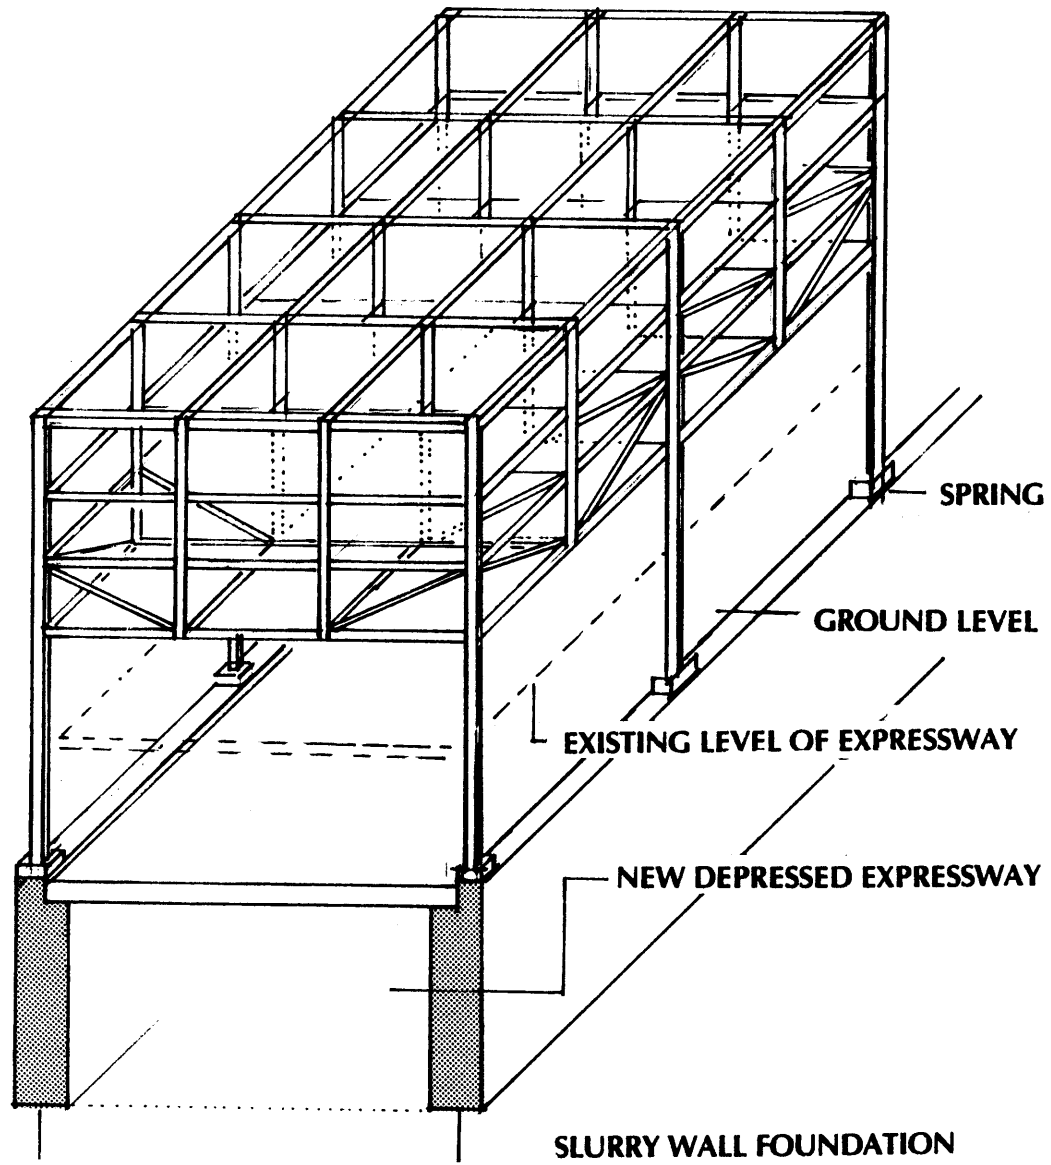 SPRING
GROUND LEVEL
EXISTING LEVEL OF EXPRESSWAY
NEW DEPRESSED EXPRESSWAY
SLURRY WALL FOUNDATION